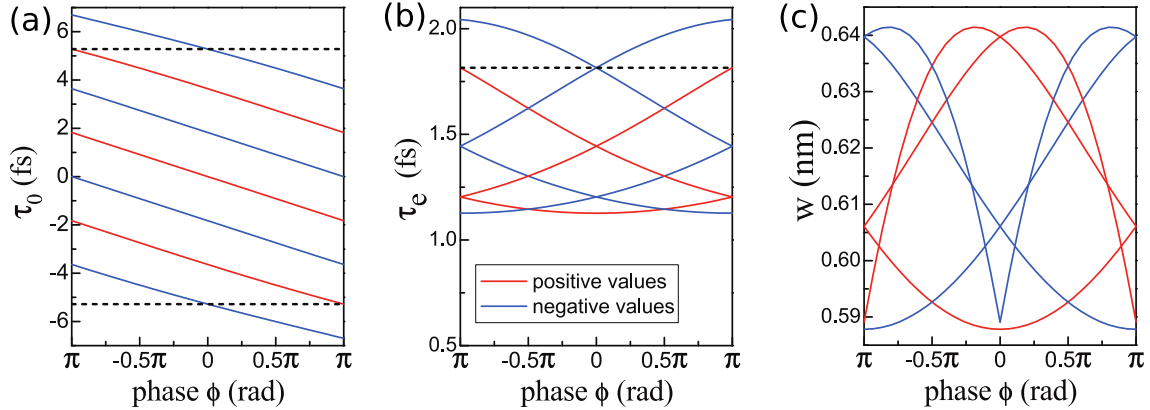 (a)
6
4
2
0
-2
-4
-6
τ0 (fs)
π -0.5π 0 0.5π π
phase ϕ (rad)
(b)
2.0
1.5
1.0
0.5
τe (fs)
positive values
negative values
π -0.5π 0 0.5π π
phase ϕ (rad)
(c)
0.64
0.63
0.62
0.61
0.60
0.59
w (nm)
π -0.5π 0 0.5π π
phase ϕ (rad)